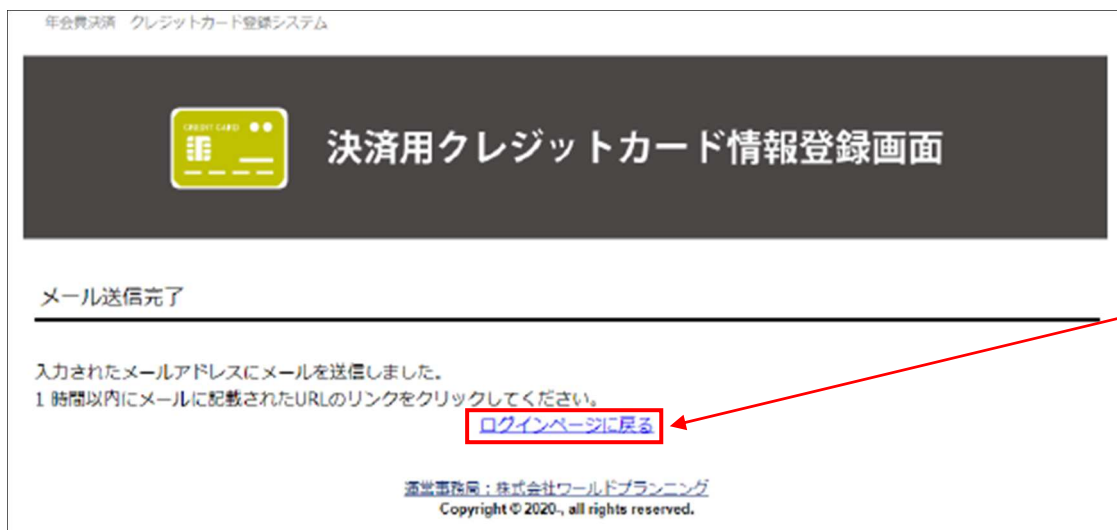 年会費決済　クレジットカード登録システム
CREDIT CARD
決済用クレジットカード情報登録画面
メール送信完了
入力されたメールアドレスにメールを送信しました。
1 時間以内にメールに記載されたURLのリンクをクリックしてください。
ログインページに戻る
運営事務局：株式会社ワールドプランニング
Copyright © 2020-, all rights reserved.